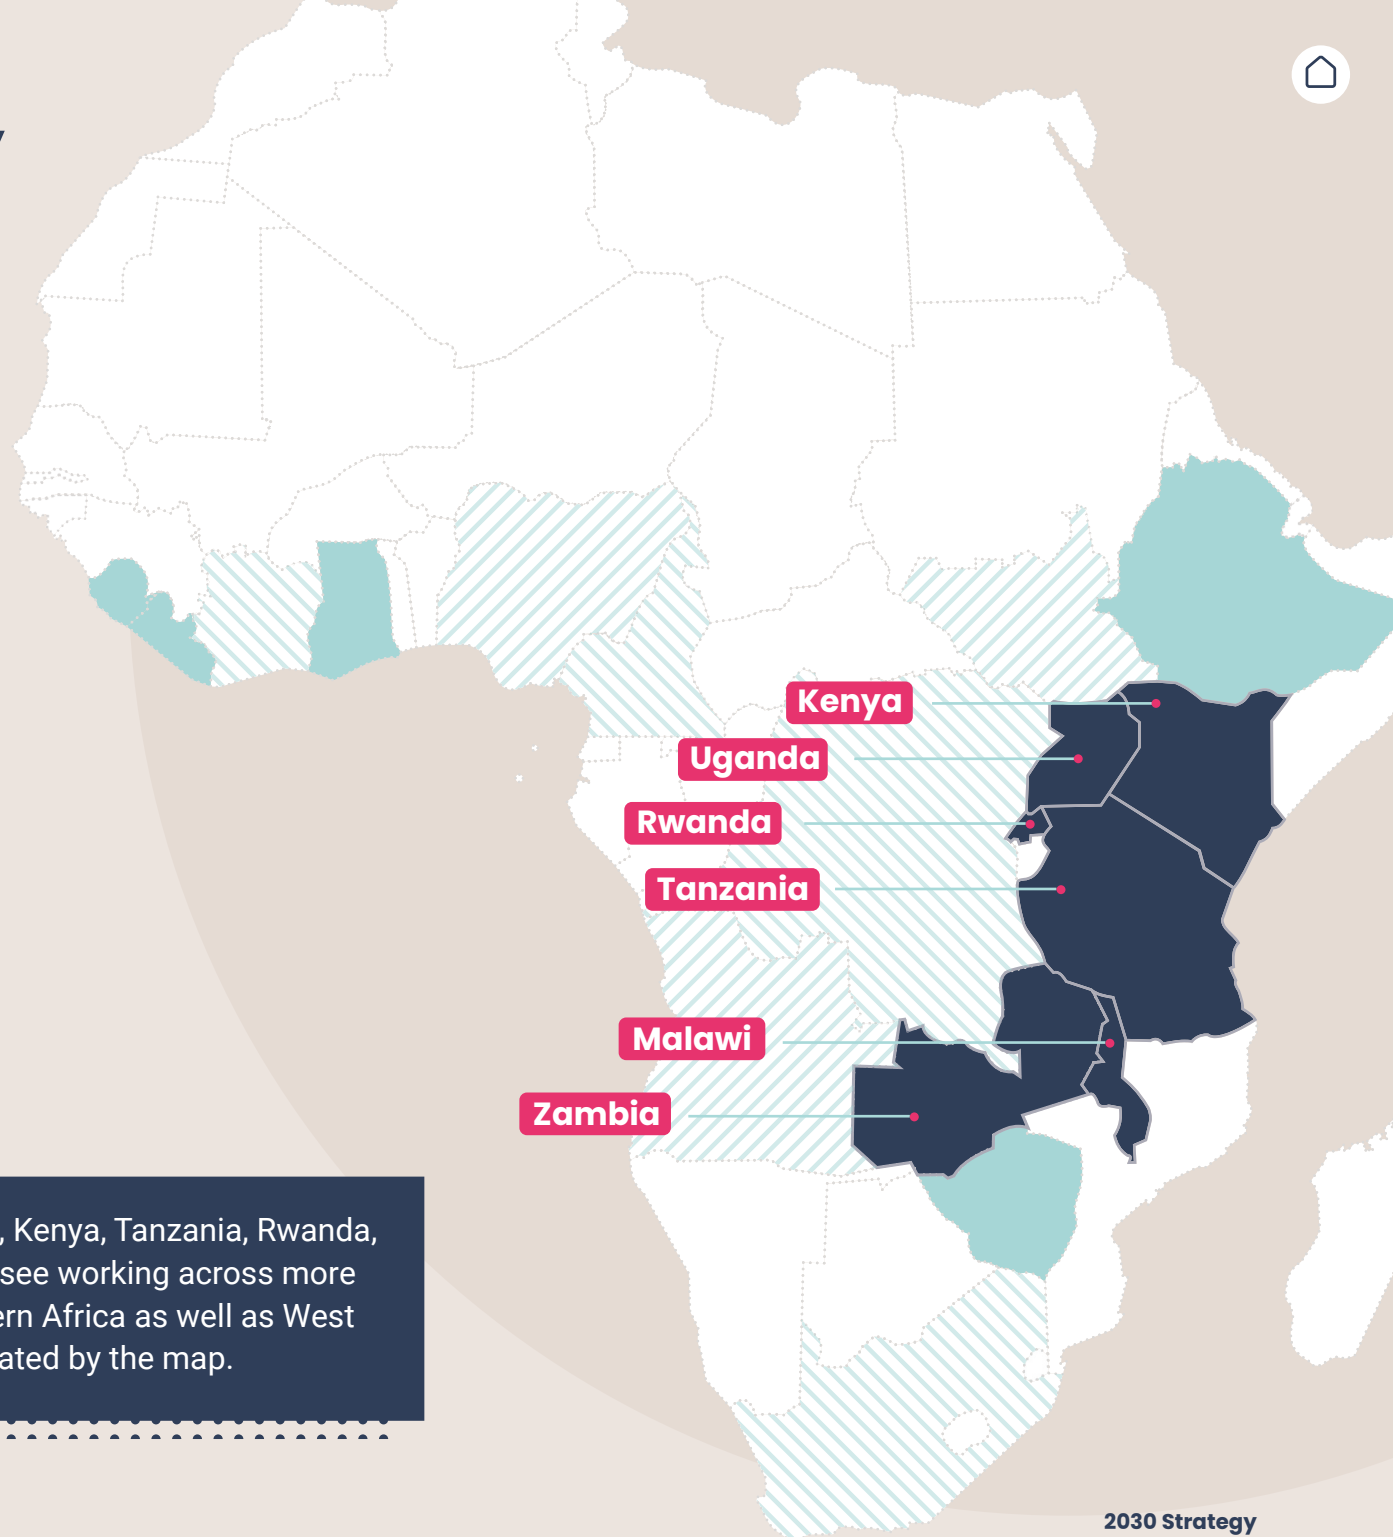 Kenya
Uganda
Rwanda
Tanzania
Malawi
Zambia
, Kenya, Tanzania, Rwanda,
see working across more
ern Africa as well as West
ated by the map.
2030 Strategy